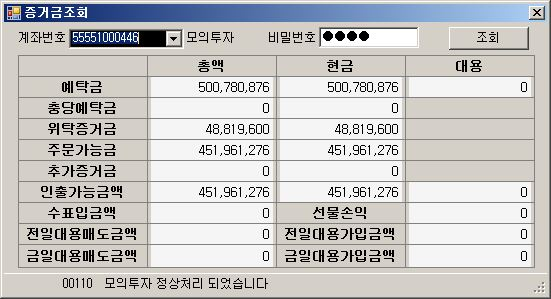 증거금조회
계좌번호 55551000446 모의투자 비밀번호 ●●●● 조회
총액 현금 대용
예탁금 500,780,876 500,780,876 0
충당예탁금 0 0
위탁증거금 48,819,600 48,819,600
주문가능금 451,961,276 451,961,276
추가증거금 0 0
인출가능금액 451,961,276 451,961,276 0
수표입금액 0 선물손익 0
전일대용매도금액 0 전일대용가입금액 0
금일대용매도금액 0 금일대용가입금액 0
00110 모의투자 정상처리 되었습니다